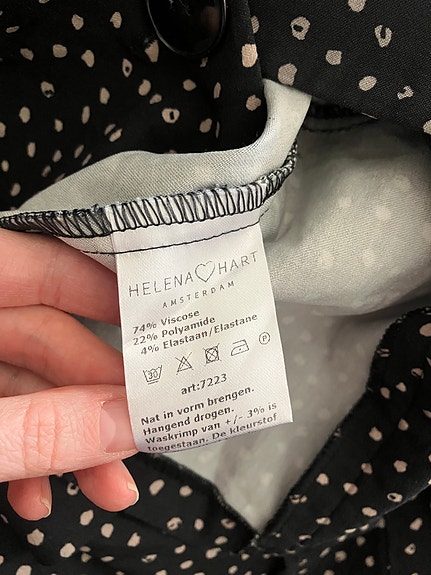 HELENA HART
AMSTERDAM
74% Viscose
22% Polyamide
4% Elastaan/Elastane
30 P
art:7223
Nat in vorm brengen.
Hangend drogen.
Waskrimp van +/- 3% is
toegestaan. De kleurstof